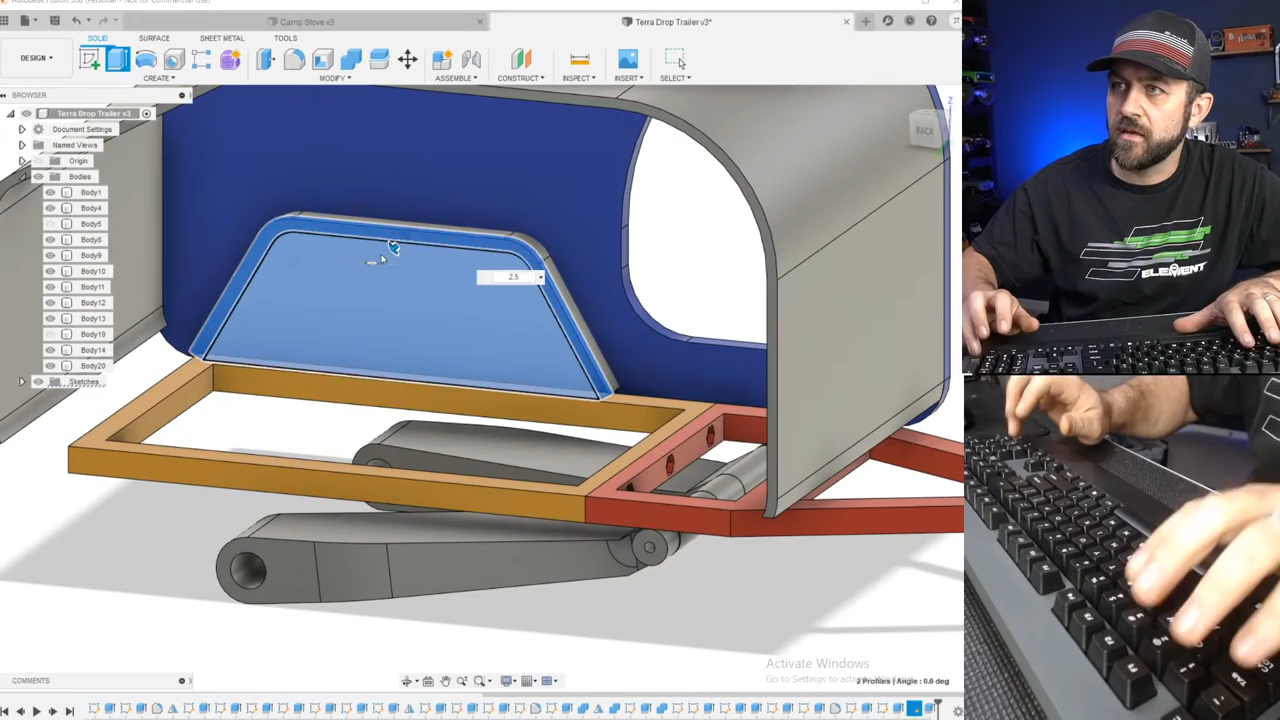 Autodesk Fusion 360 (Personal - Not for Commercial Use)
Camp Stove v3
Terra Drop Trailer v3*
SOLID
SURFACE
SHEET METAL
TOOLS
DESIGN
CREATE
MODIFY
ASSEMBLE
CONSTRUCT
INSPECT
INSERT
SELECT
BROWSER
Terra Drop Trailer v3
Document Settings
Named Views
Origin
Bodies
Body1
Body4
Body5
Body8
Body9
Body10
Body11
Body12
Body13
Body19
Body14
Body20
Sketches
2.5
BACK
Z
ELEMENT
Activate Windows
Go to Settings to activ
2 Profiles | Angle : 0.0 deg
COMMENTS